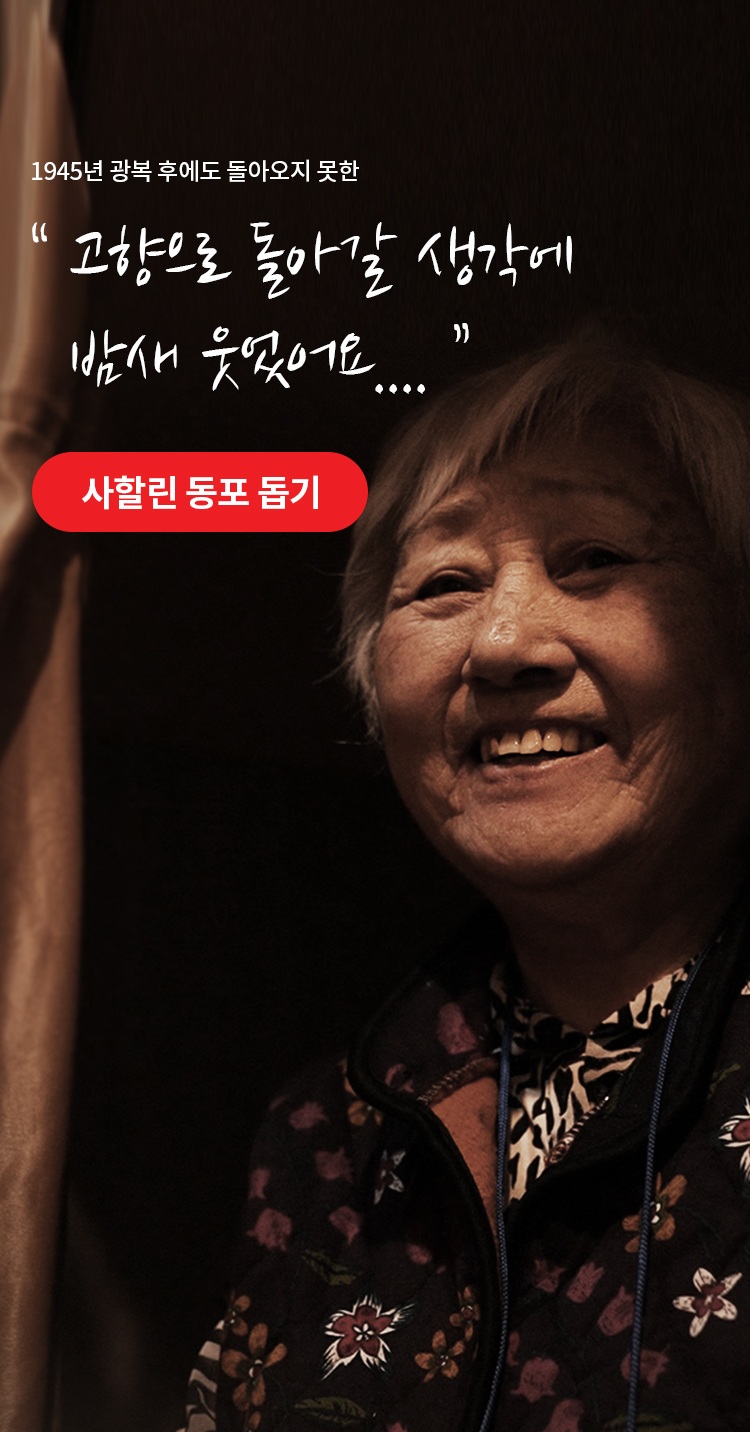 1945년 광복 후에도 돌아오지 못한
“ 고향으로 돌아갈 생각에
밤새 웃었어요.... ”
사할린 동포 돕기